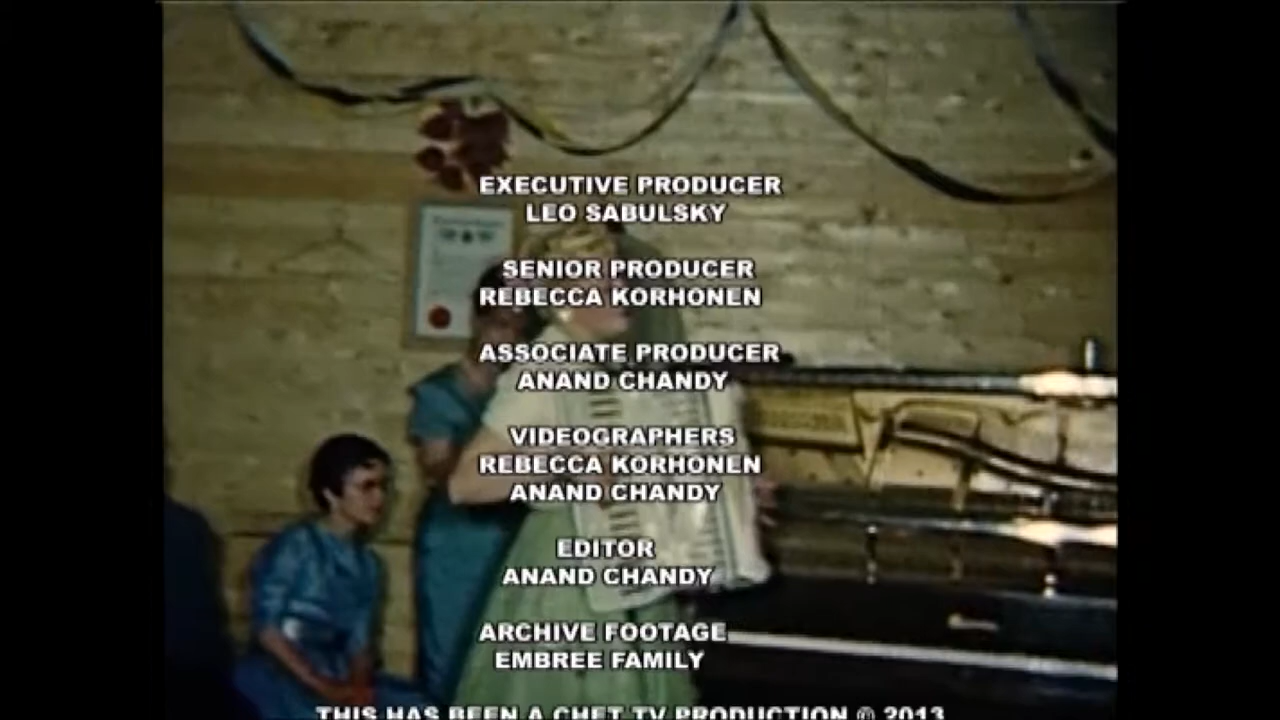 EXECUTIVE PRODUCER
LEO SABULSKY
SENIOR PRODUCER
REBECCA KORHONEN
ASSOCIATE PRODUCER
ANAND CHANDY
VIDEOGRAPHERS
REBECCA KORHONEN
ANAND CHANDY
EDITOR
ANAND CHANDY
ARCHIVE FOOTAGE
EMBREE FAMILY
THIS HAS BEEN A CHET TV PRODUCTION © 2013